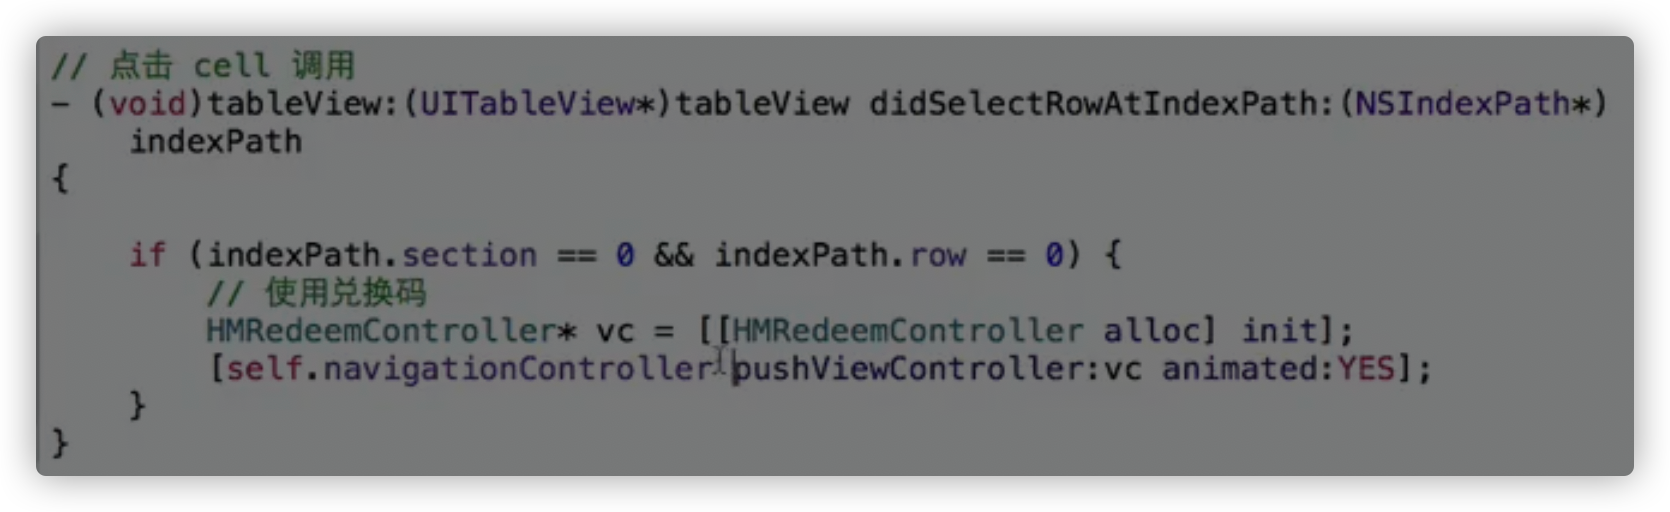 // 点击 cell 调用
- (void)tableView:(UITableView*)tableView didSelectRowAtIndexPath:(NSIndexPath*)
indexPath
{
if (indexPath.section == 0 && indexPath.row == 0) {
// 使用兑换码
HMRedeemController* vc = [[HMRedeemController alloc] init];
[self.navigationController pushViewController:vc animated:YES];
}
}